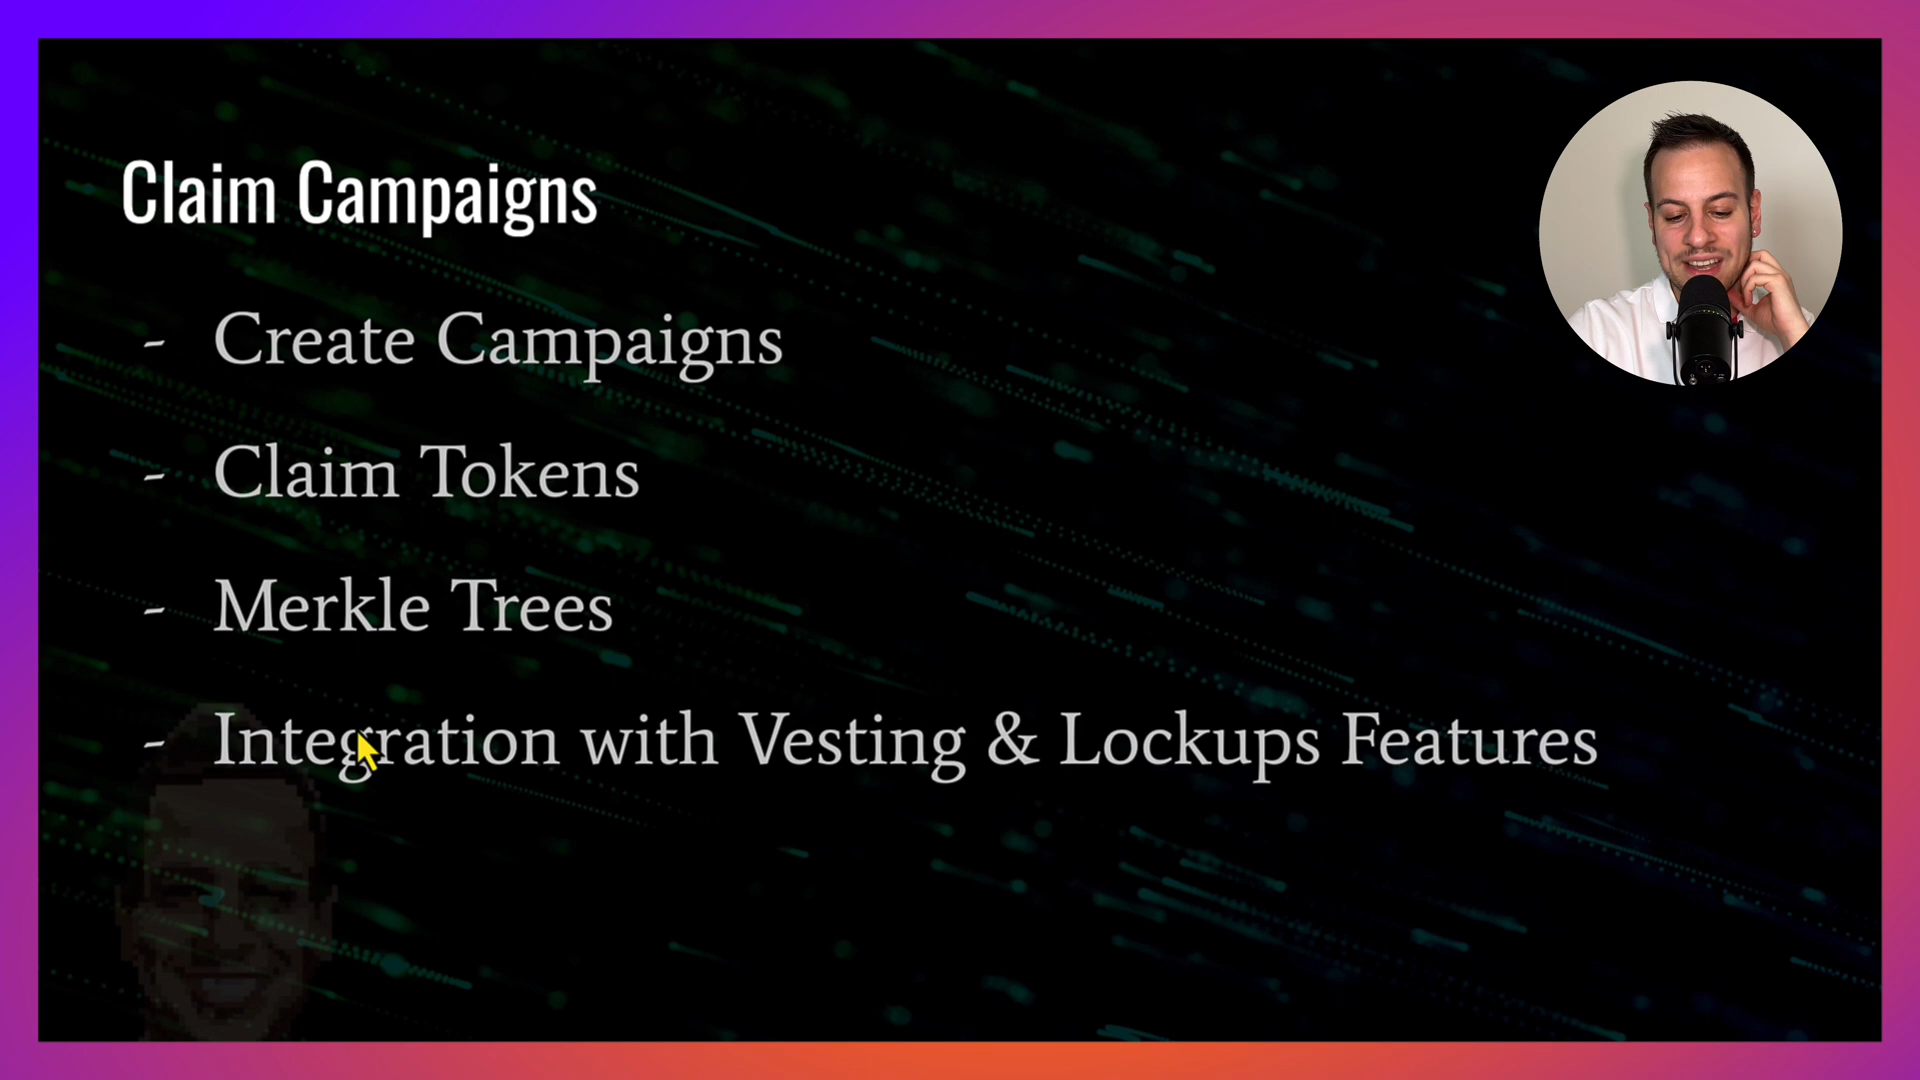 Claim Campaigns
- Create Campaigns
- Claim Tokens
- Merkle Trees
- Integration with Vesting & Lockups Features